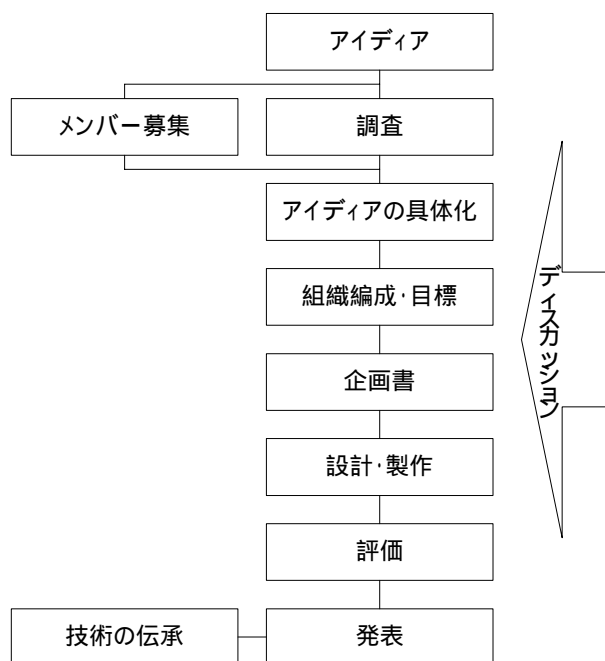 アイディア
メンバー募集
調査
アイディアの具体化
組織編成・目標
企画書
設計・製作
評価
技術の伝承
発表
ディスカッション